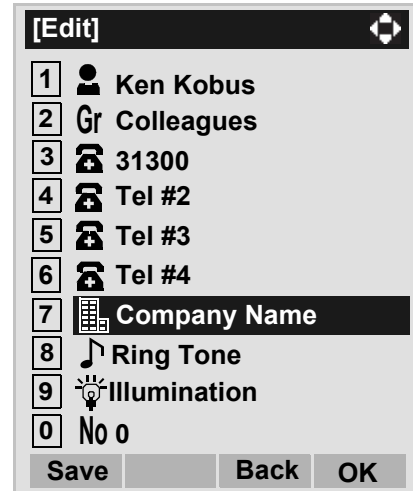 [Edit]
1 Ken Kobus
2 Gr Colleagues
3 31300
4 Tel #2
5 Tel #3
6 Tel #4
7 Company Name
8 Ring Tone
9 Illumination
0 No 0
Save Back OK